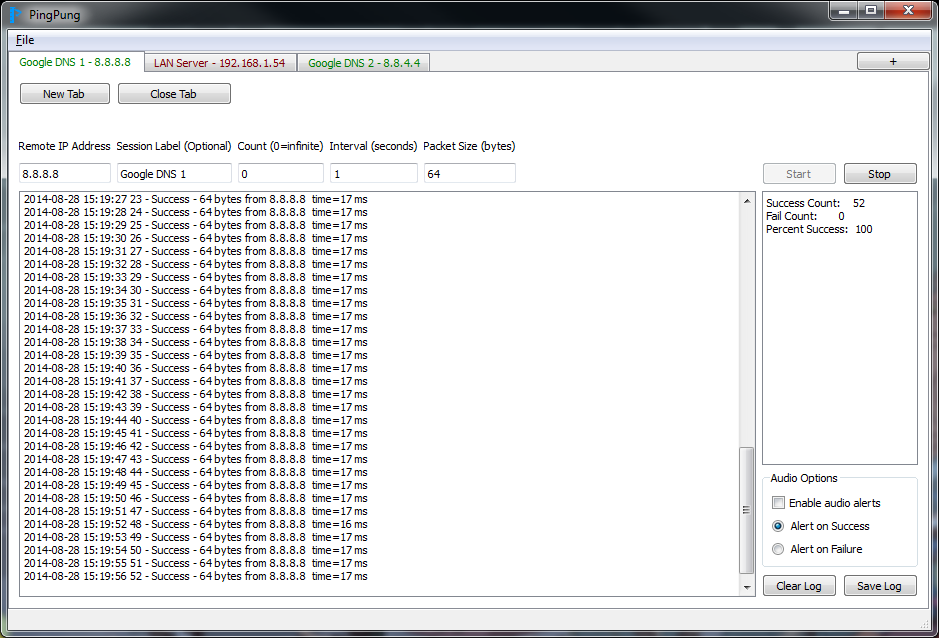 PingPung
File
Google DNS 1 - 8.8.8.8 LAN Server - 192.168.1.54 Google DNS 2 - 8.8.4.4 +
New Tab Close Tab
Remote IP Address Session Label (Optional) Count (0=infinite) Interval (seconds) Packet Size (bytes)
8.8.8.8 Google DNS 1 0 1 64 Start Stop
2014-08-28 15:19:27 23 - Success - 64 bytes from 8.8.8.8 time=17 ms
2014-08-28 15:19:28 24 - Success - 64 bytes from 8.8.8.8 time=17 ms
2014-08-28 15:19:29 25 - Success - 64 bytes from 8.8.8.8 time=17 ms
2014-08-28 15:19:30 26 - Success - 64 bytes from 8.8.8.8 time=17 ms
2014-08-28 15:19:31 27 - Success - 64 bytes from 8.8.8.8 time=17 ms
2014-08-28 15:19:32 28 - Success - 64 bytes from 8.8.8.8 time=17 ms
2014-08-28 15:19:33 29 - Success - 64 bytes from 8.8.8.8 time=17 ms
2014-08-28 15:19:34 30 - Success - 64 bytes from 8.8.8.8 time=17 ms
2014-08-28 15:19:35 31 - Success - 64 bytes from 8.8.8.8 time=17 ms
2014-08-28 15:19:36 32 - Success - 64 bytes from 8.8.8.8 time=17 ms
2014-08-28 15:19:37 33 - Success - 64 bytes from 8.8.8.8 time=17 ms
2014-08-28 15:19:38 34 - Success - 64 bytes from 8.8.8.8 time=17 ms
2014-08-28 15:19:39 35 - Success - 64 bytes from 8.8.8.8 time=17 ms
2014-08-28 15:19:40 36 - Success - 64 bytes from 8.8.8.8 time=17 ms
2014-08-28 15:19:41 37 - Success - 64 bytes from 8.8.8.8 time=17 ms
2014-08-28 15:19:42 38 - Success - 64 bytes from 8.8.8.8 time=17 ms
2014-08-28 15:19:43 39 - Success - 64 bytes from 8.8.8.8 time=17 ms
2014-08-28 15:19:44 40 - Success - 64 bytes from 8.8.8.8 time=17 ms
2014-08-28 15:19:45 41 - Success - 64 bytes from 8.8.8.8 time=17 ms
2014-08-28 15:19:46 42 - Success - 64 bytes from 8.8.8.8 time=17 ms
2014-08-28 15:19:47 43 - Success - 64 bytes from 8.8.8.8 time=17 ms
2014-08-28 15:19:48 44 - Success - 64 bytes from 8.8.8.8 time=17 ms
2014-08-28 15:19:49 45 - Success - 64 bytes from 8.8.8.8 time=17 ms
2014-08-28 15:19:50 46 - Success - 64 bytes from 8.8.8.8 time=17 ms
2014-08-28 15:19:51 47 - Success - 64 bytes from 8.8.8.8 time=17 ms
2014-08-28 15:19:52 48 - Success - 64 bytes from 8.8.8.8 time=16 ms
2014-08-28 15:19:53 49 - Success - 64 bytes from 8.8.8.8 time=17 ms
2014-08-28 15:19:54 50 - Success - 64 bytes from 8.8.8.8 time=17 ms
2014-08-28 15:19:55 51 - Success - 64 bytes from 8.8.8.8 time=17 ms
2014-08-28 15:19:56 52 - Success - 64 bytes from 8.8.8.8 time=17 ms
Success Count: 52
Fail Count: 0
Percent Success: 100
Audio Options
Enable audio alerts
Alert on Success
Alert on Failure
Clear Log Save Log